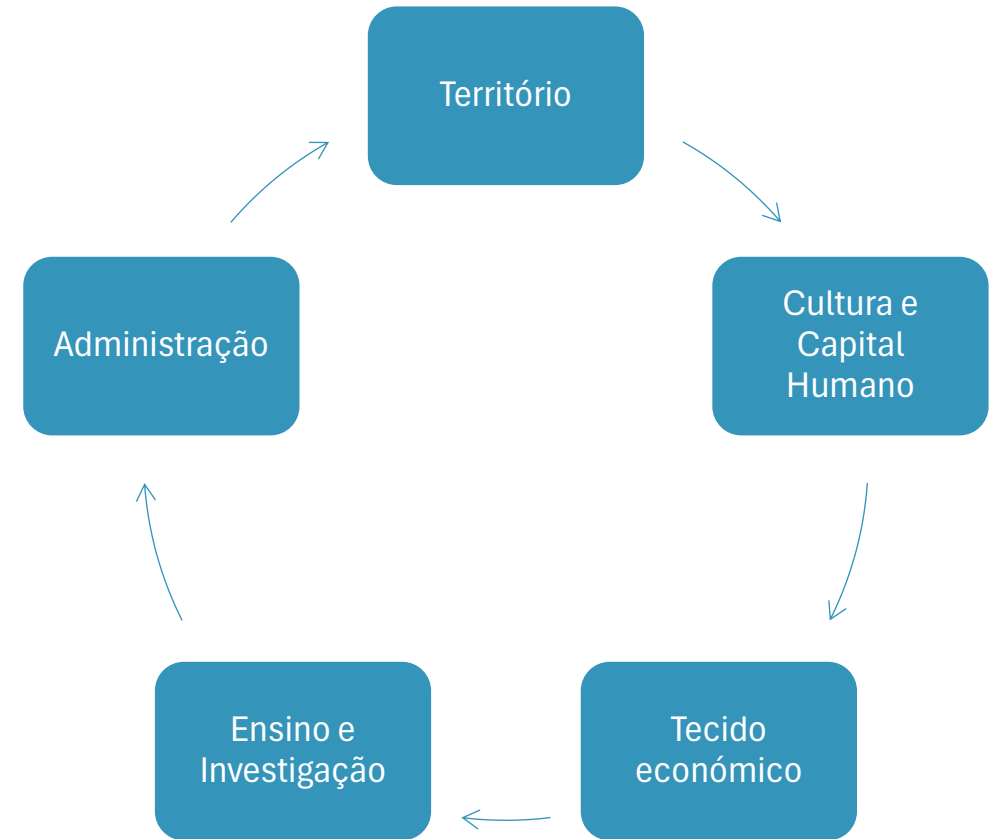 Território
Cultura e
Capital
Humano
Tecido
económico
Ensino e
Investigação
Administração